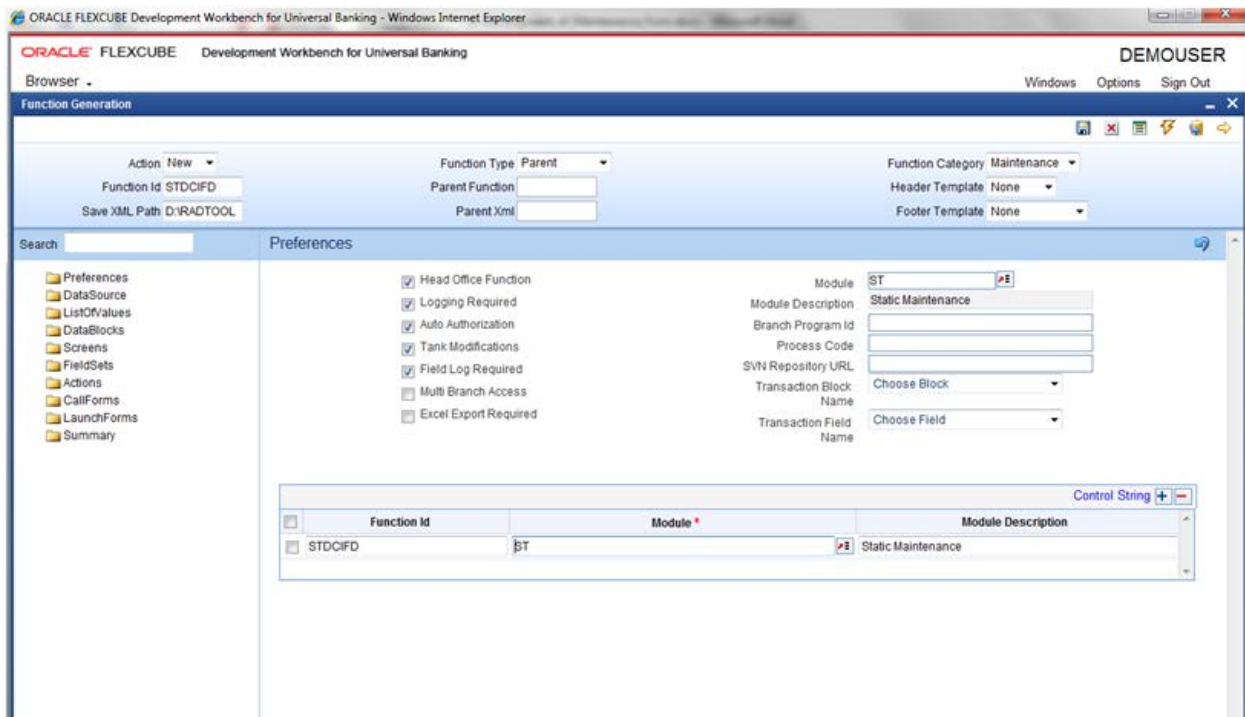 ORACLE FLEXCUBE Development Workbench for Universal Banking - Windows Internet Explorer
ORACLE FLEXCUBE Development Workbench for Universal Banking DEMOUSER
Browser Windows Options Sign Out
Function Generation
Action New Function Type Parent Function Category Maintenance
Function Id STDCIFD Parent Function Header Template None
Save XML Path D:\RADTOOL Parent Xml Footer Template None
Search Preferences
Preferences
DataSource
ListOfValues
DataBlocks
Screens
FieldSets
Actions
CallForms
LaunchForms
Summary
Head Office Function
Logging Required
Auto Authorization
Tank Modifications
Field Log Required
Multi Branch Access
Excel Export Required
Module ST
Module Description Static Maintenance
Branch Program Id
Process Code
SVN Repository URL
Transaction Block Name Choose Block
Transaction Field Name Choose Field
Control String
Function Id Module * Module Description
STDCIFD ST Static Maintenance